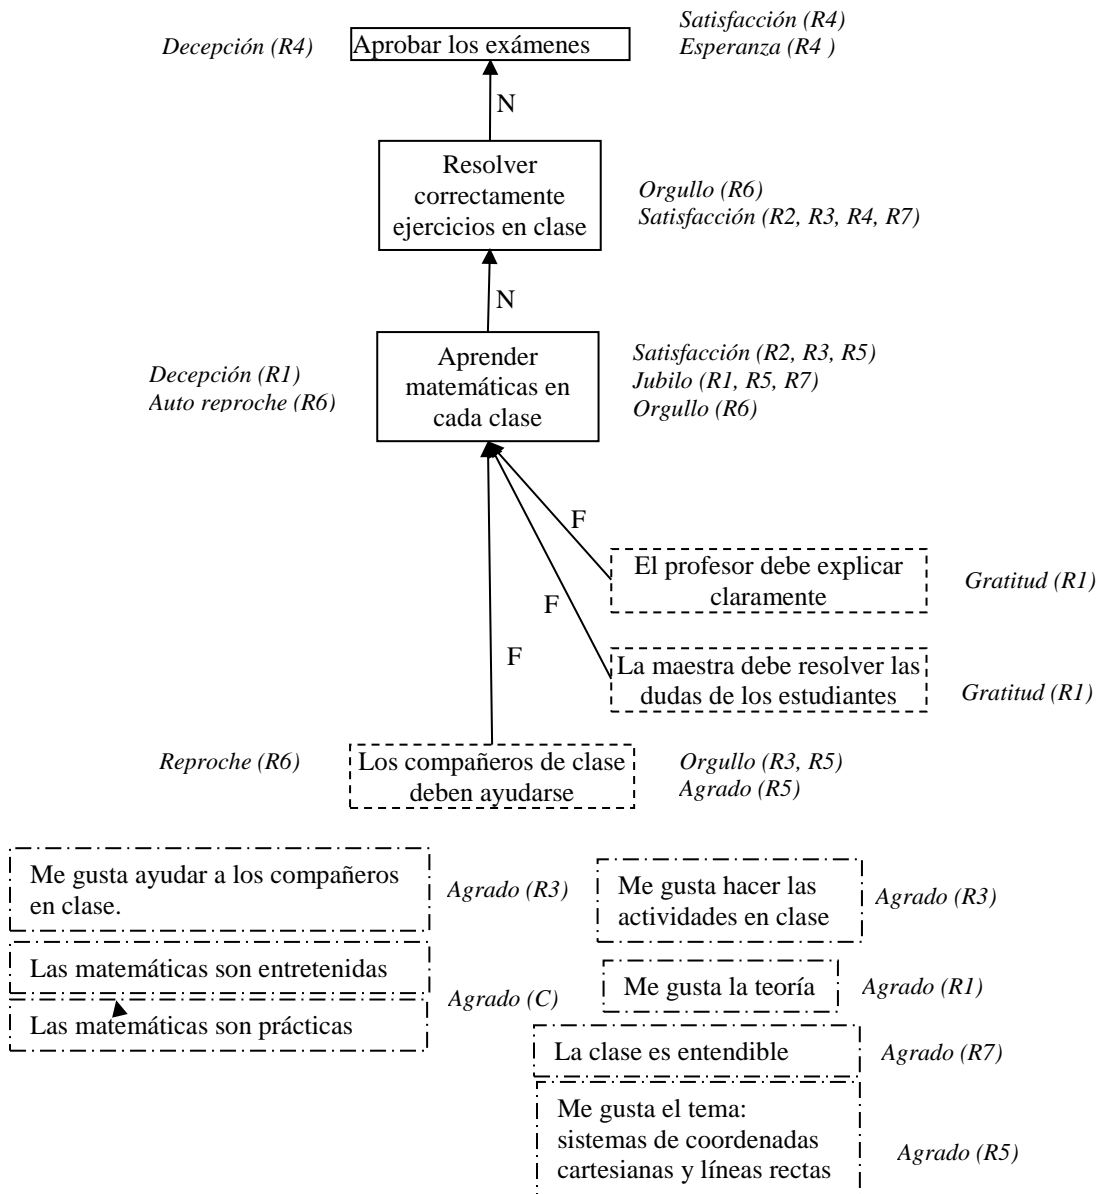 Satisfacción (R4)
Decepción (R4)
Aprobar los exámenes
Esperanza (R4 )
N
Resolver
correctamente
ejercicios en clase
Orgullo (R6)
Satisfacción (R2, R3, R4, R7)
N
Aprender
matemáticas en
cada clase
Decepción (R1)
Auto reproche (R6)
Satisfacción (R2, R3, R5)
Jubilo (R1, R5, R7)
Orgullo (R6)
F
El profesor debe explicar
claramente
Gratitud (R1)
F
F
La maestra debe resolver las
dudas de los estudiantes
Gratitud (R1)
Reproche (R6)
Los compañeros de clase
deben ayudarse
Orgullo (R3, R5)
Agrado (R5)
Me gusta ayudar a los compañeros
en clase.
Agrado (R3)
Me gusta hacer las
actividades en clase
Agrado (R3)
Las matemáticas son entretenidas
Las matemáticas son prácticas
Agrado (C)
Me gusta la teoría
Agrado (R1)
La clase es entendible
Agrado (R7)
Me gusta el tema:
sistemas de coordenadas
cartesianas y líneas rectas
Agrado (R5)